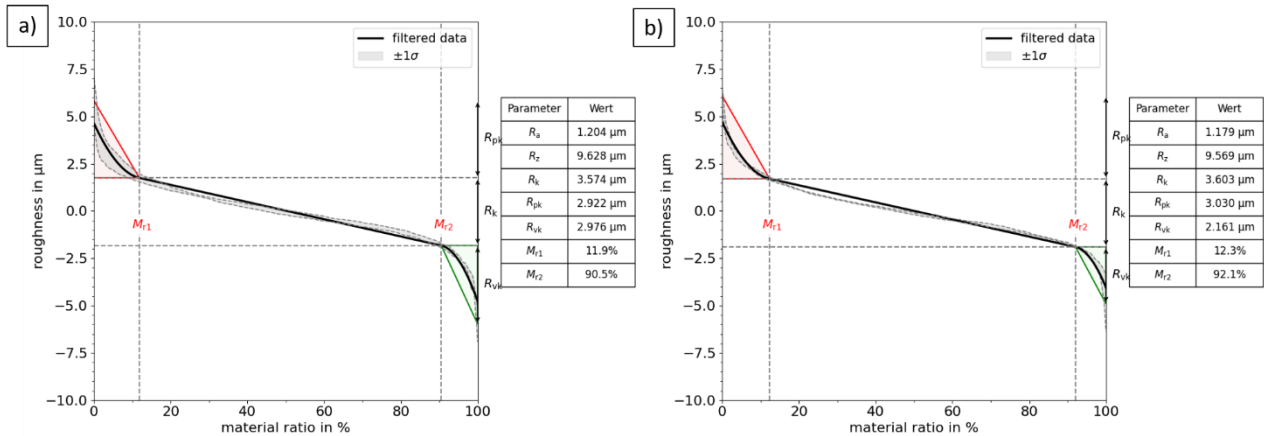 a)
roughness in µm
10.0
7.5
5.0
2.5
0.0
−2.5
−5.0
−7.5
−10.0
filtered data
±1σ
Mr1
Mr2
Rpk
Rk
Rvk
0 20 40 60 80 100
material ratio in %
Parameter Wert
Ra 1.204 µm
Rz 9.628 µm
Rk 3.574 µm
Rpk 2.922 µm
Rvk 2.976 µm
Mr1 11.9%
Mr2 90.5%
b)
roughness in µm
10.0
7.5
5.0
2.5
0.0
−2.5
−5.0
−7.5
−10.0
filtered data
±1σ
Mr1
Mr2
Rpk
Rk
Rvk
0 20 40 60 80 100
material ratio in %
Parameter Wert
Ra 1.179 µm
Rz 9.569 µm
Rk 3.603 µm
Rpk 3.030 µm
Rvk 2.161 µm
Mr1 12.3%
Mr2 92.1%